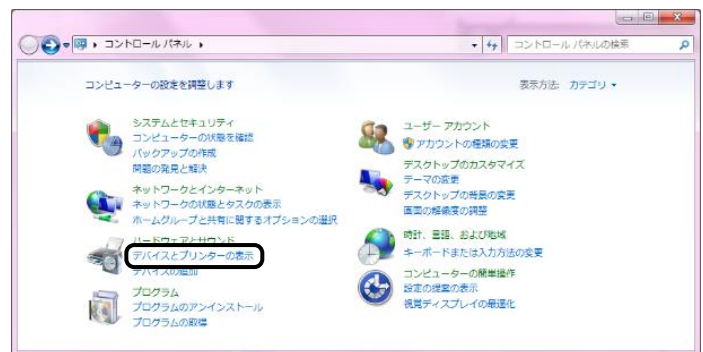 コントロール パネル
コントロール パネルの検索
コンピューターの設定を調整します
表示方法: カテゴリ
システムとセキュリティ
コンピューターの状態を確認
バックアップの作成
問題の発見と解決
ネットワークとインターネット
ネットワークの状態とタスクの表示
ホームグループと共有に関するオプションの選択
ハードウェアとサウンド
デバイスとプリンターの表示
デバイスの追加
プログラム
プログラムのアンインストール
プログラムの取得
ユーザー アカウント
アカウントの種類の変更
デスクトップのカスタマイズ
テーマの変更
デスクトップの背景の変更
画面の解像度の調整
時計、言語、および地域
キーボードまたは入力方法の変更
コンピューターの簡単操作
設定の提案の表示
視覚ディスプレイの最適化